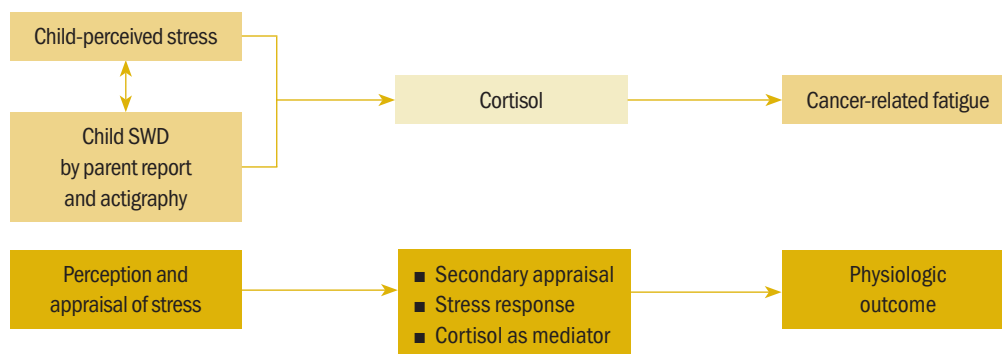 Child-perceived stress
Cortisol
Cancer-related fatigue
Child SWD
by parent report
and actigraphy
Perception and
appraisal of stress
■ Secondary appraisal
■ Stress response
■ Cortisol as mediator
Physiologic
outcome